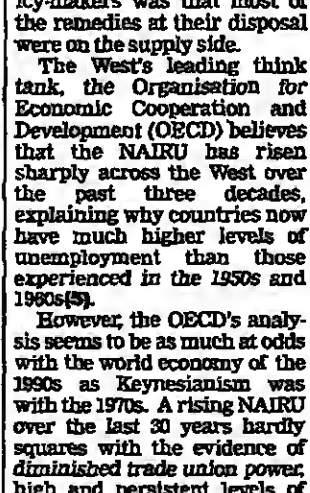 icy-makers was that most of
the remedies at their disposal
were on the supply side.
The West's leading think
tank, the Organisation for
Economic Cooperation and
Development (OECD) believes
that the NAIRU has risen
sharply across the West over
the past three decades,
explaining why countries now
have much higher levels of
unemployment than those
experienced in the 1950s and
1960s(5).
However, the OECD's analy-
sis seems to be as much at odds
with the world economy of the
1990s as Keynesianism was
with the 1970s. A rising NAIRU
over the last 30 years hardly
squares with the evidence of
diminished trade union power,
high and persistent levels of